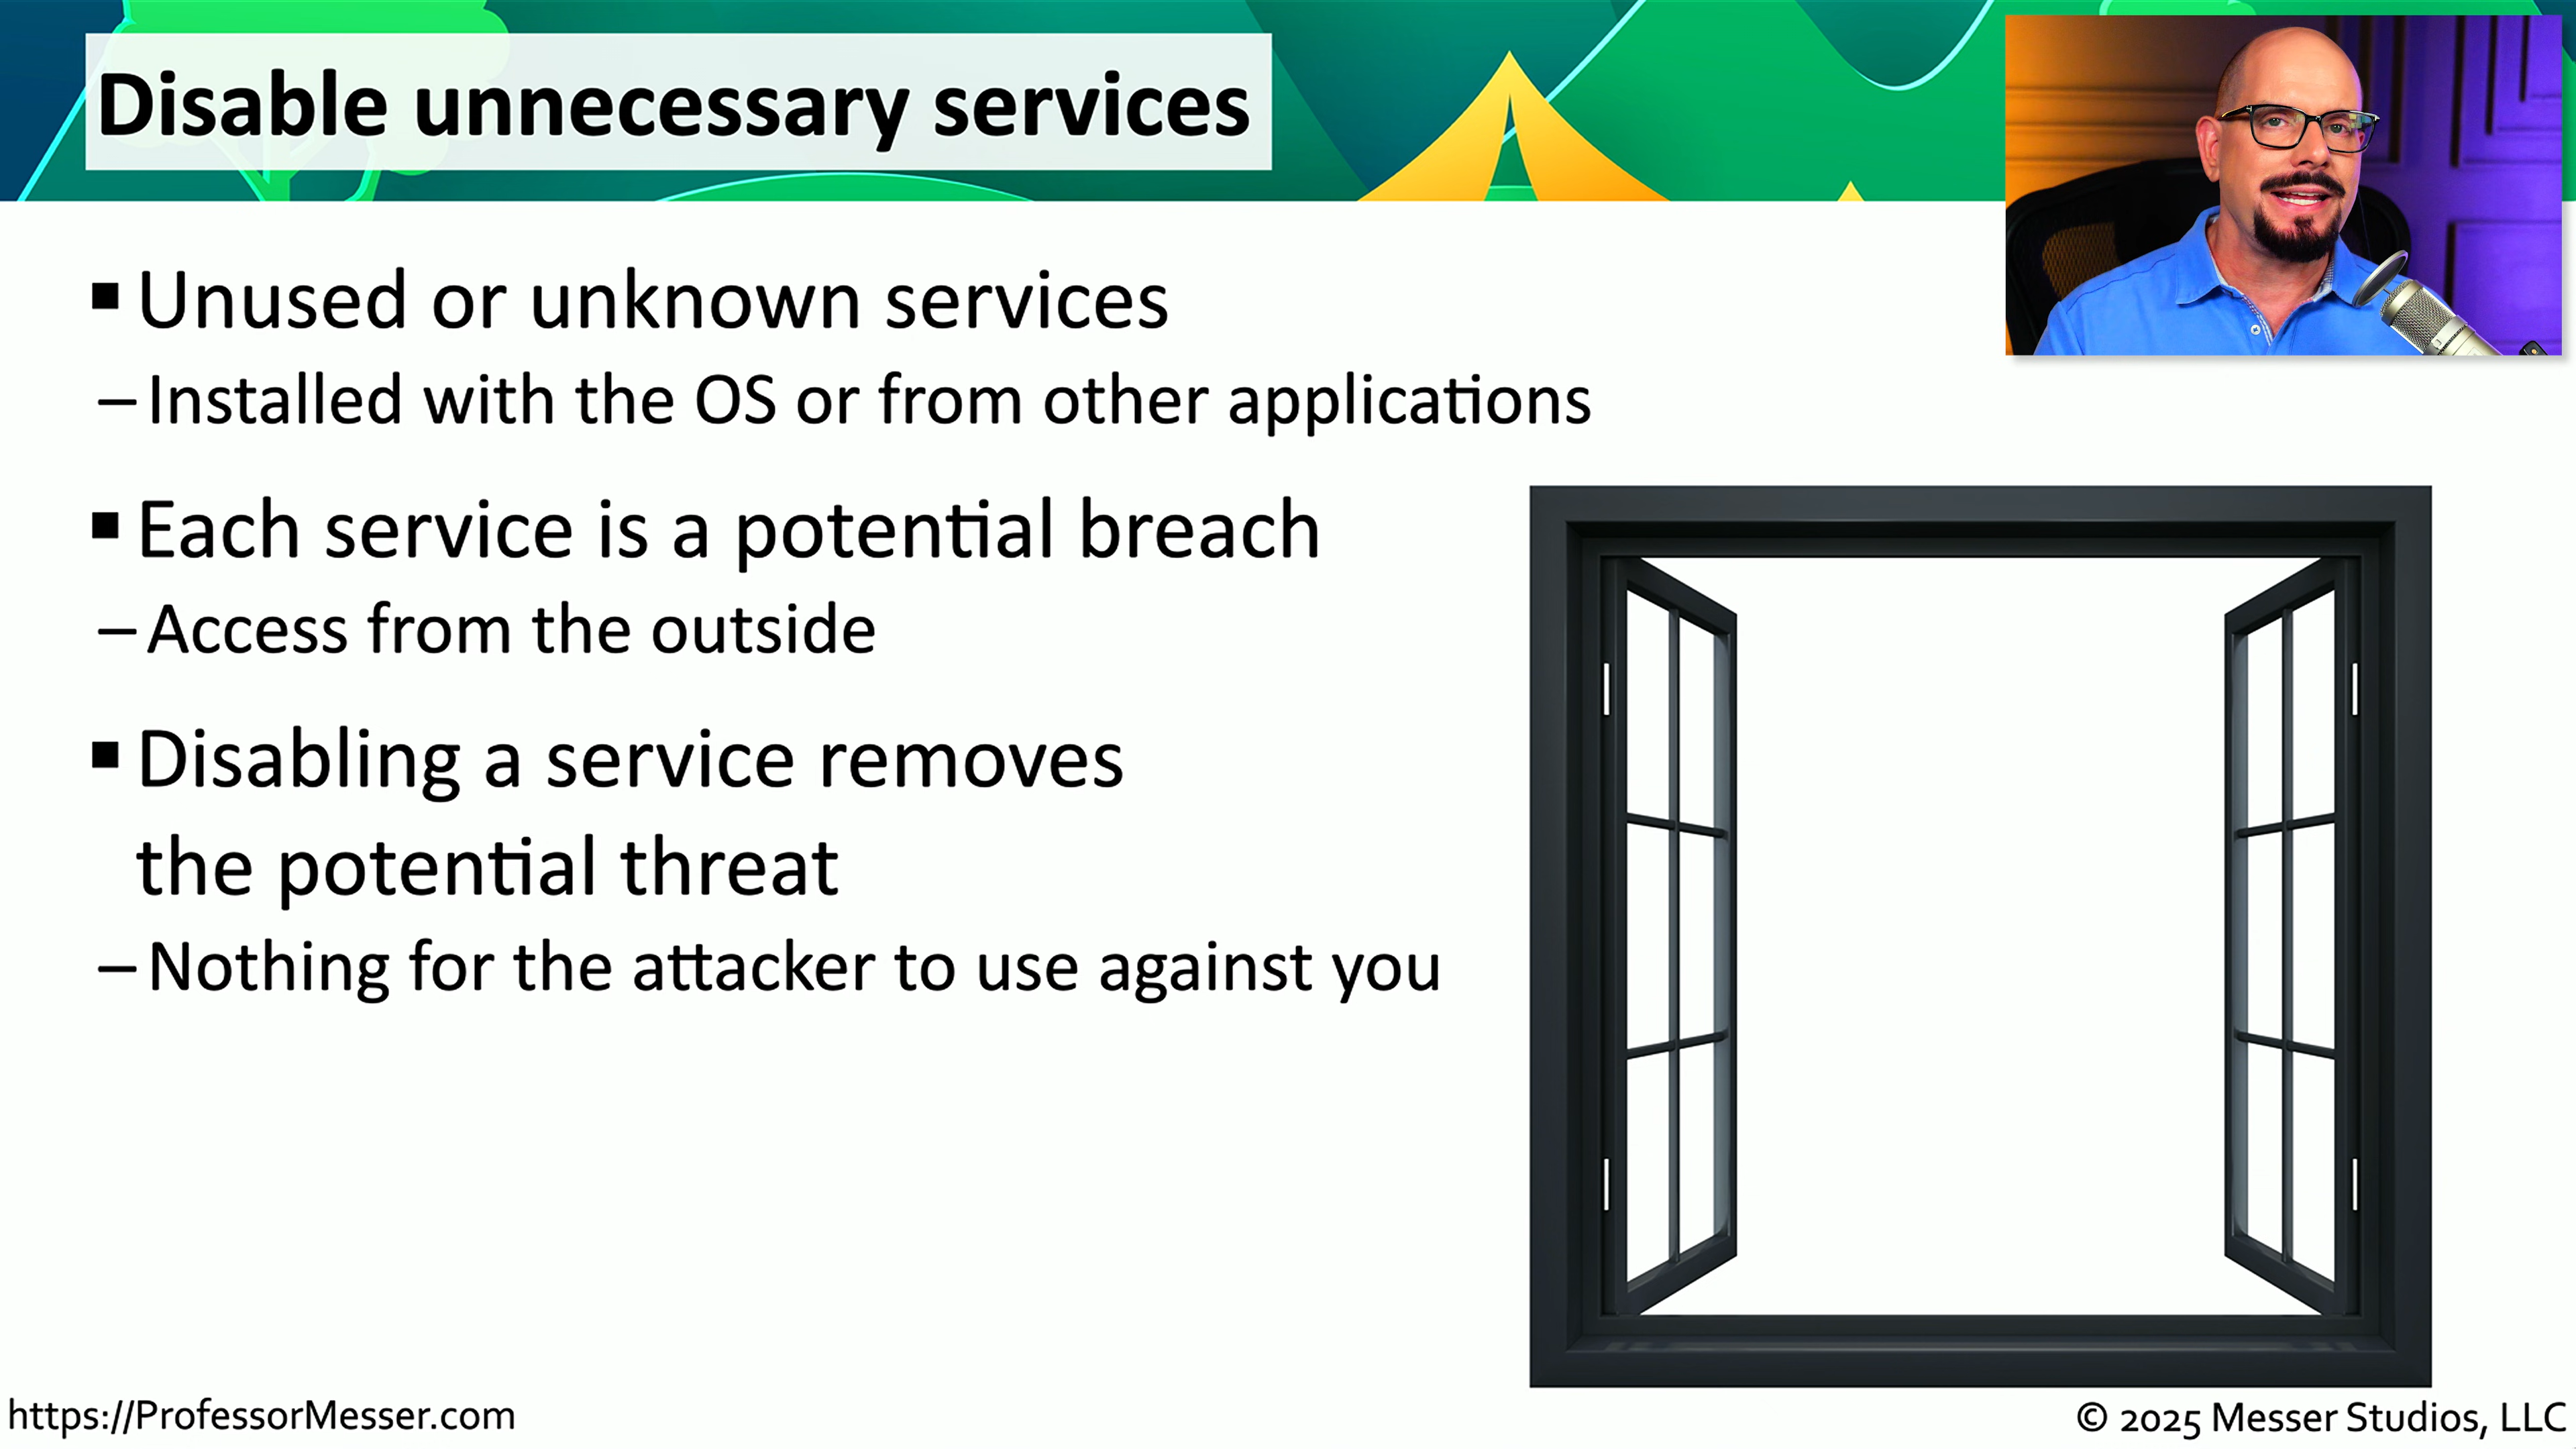 Disable unnecessary services
▪ Unused or unknown services
– Installed with the OS or from other applications
▪ Each service is a potential breach
– Access from the outside
▪ Disabling a service removes
the potential threat
– Nothing for the attacker to use against you
https://ProfessorMesser.com
© 2025 Messer Studios, LLC